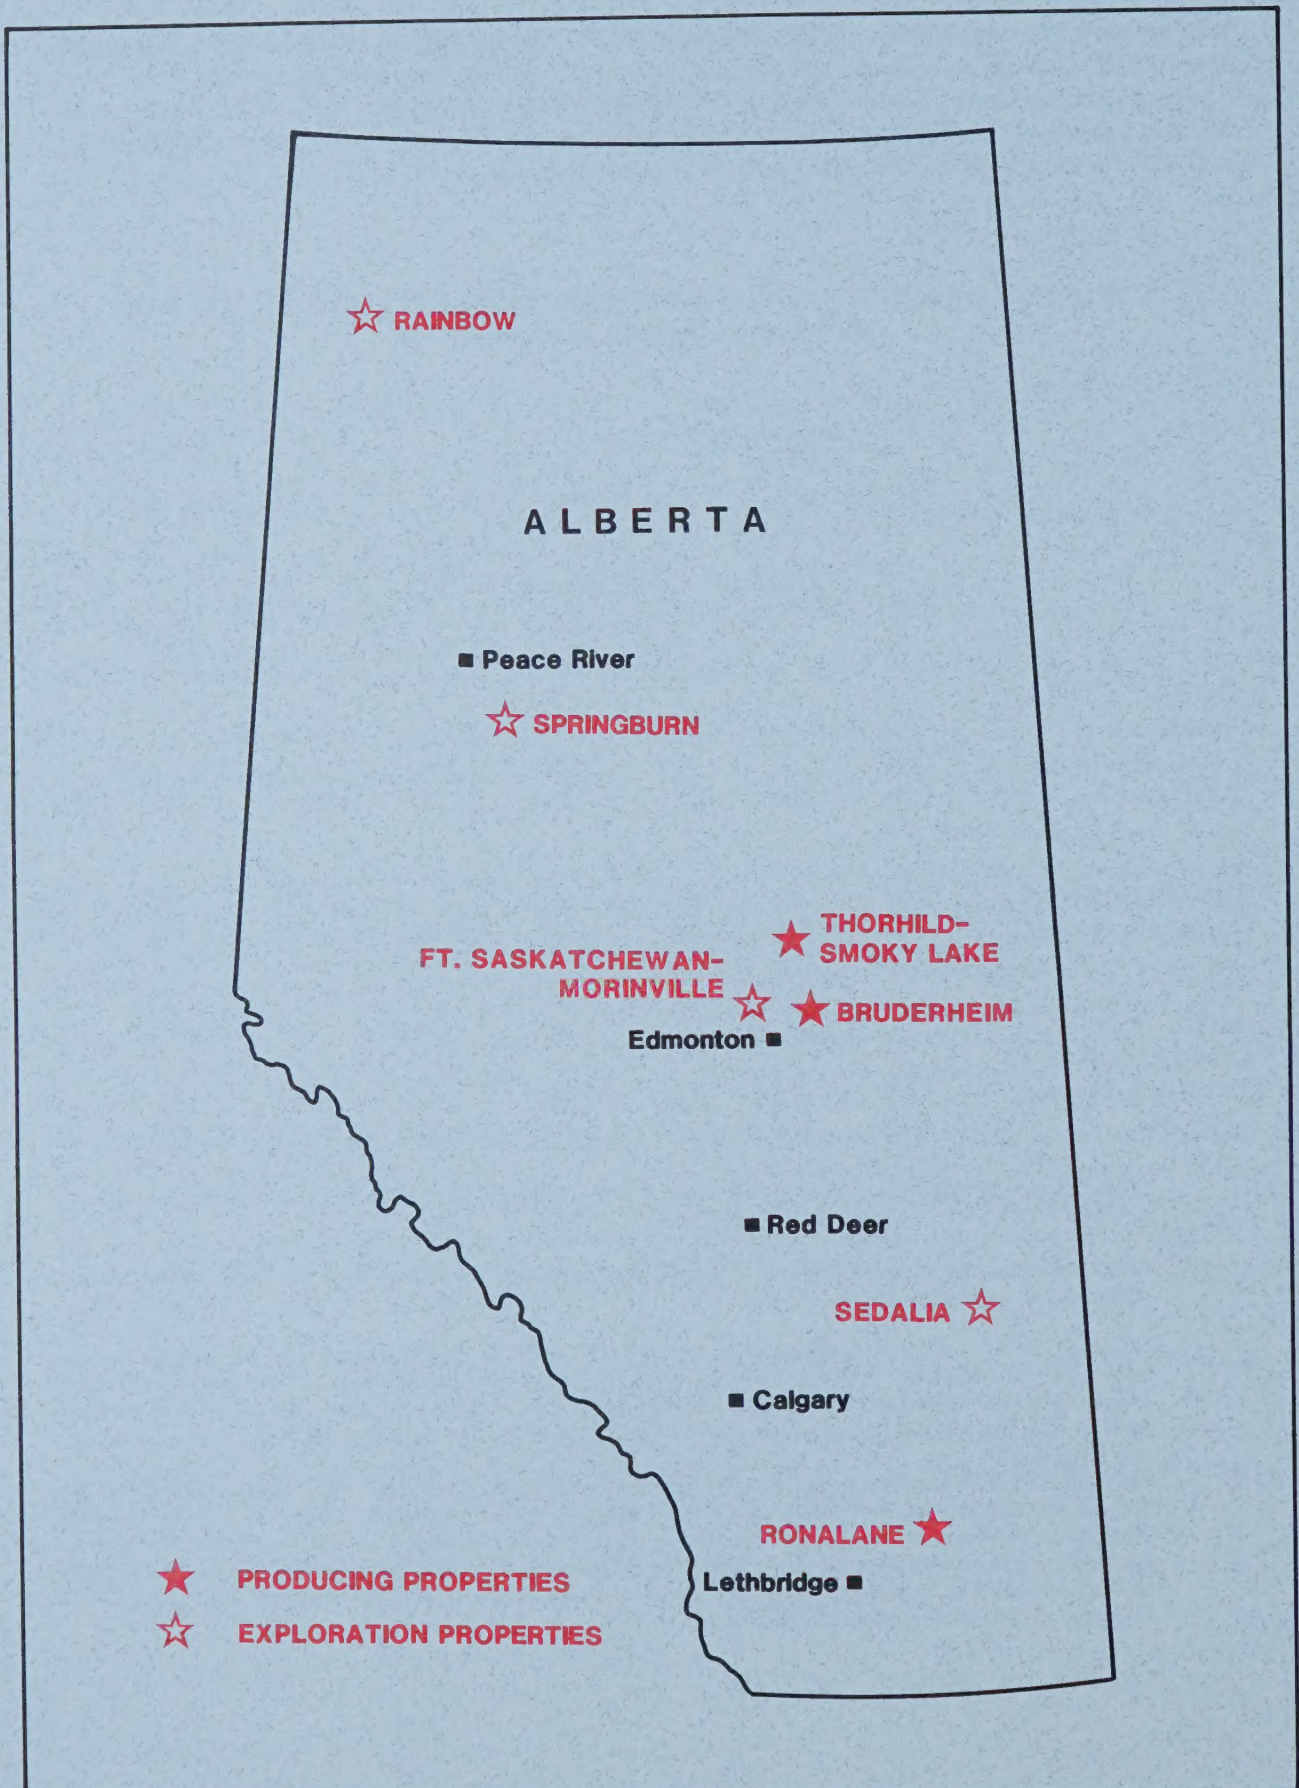 RAINBOW
ALBERTA
Peace River
SPRINGBURN
THORHILD-
SMOKY LAKE
FT. SASKATCHEWAN-
MORINVILLE
BRUDERHEIM
Edmonton
Red Deer
SEDALIA
Calgary
RONALANE
Lethbridge
PRODUCING PROPERTIES
EXPLORATION PROPERTIES